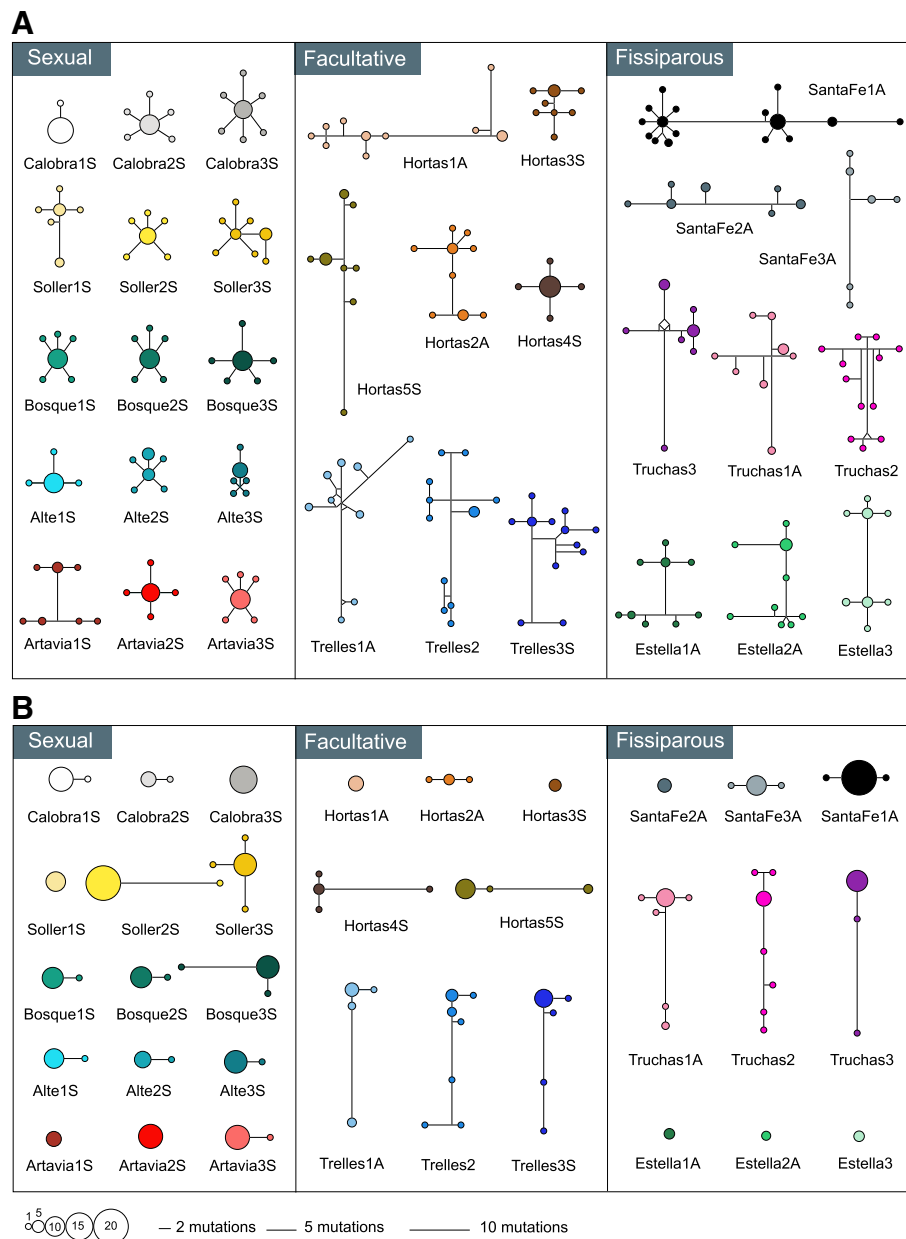 A
Sexual
Facultative
Fissiparous
Calobra1S
Calobra2S
Calobra3S
Soller1S
Soller2S
Soller3S
Bosque1S
Bosque2S
Bosque3S
Alte1S
Alte2S
Alte3S
Artavia1S
Artavia2S
Artavia3S
Hortas1A
Hortas3S
Hortas2A
Hortas4S
Hortas5S
Trelles1A
Trelles2
Trelles3S
SantaFe1A
SantaFe2A
SantaFe3A
Truchas3
Truchas1A
Truchas2
Estella1A
Estella2A
Estella3
B
Sexual
Facultative
Fissiparous
Calobra1S
Calobra2S
Calobra3S
Soller1S
Soller2S
Soller3S
Bosque1S
Bosque2S
Bosque3S
Alte1S
Alte2S
Alte3S
Artavia1S
Artavia2S
Artavia3S
Hortas1A
Hortas2A
Hortas3S
Hortas4S
Hortas5S
Trelles1A
Trelles2
Trelles3S
SantaFe2A
SantaFe3A
SantaFe1A
Truchas1A
Truchas2
Truchas3
Estella1A
Estella2A
Estella3
1 5 10 15 20 2 mutations 5 mutations 10 mutations